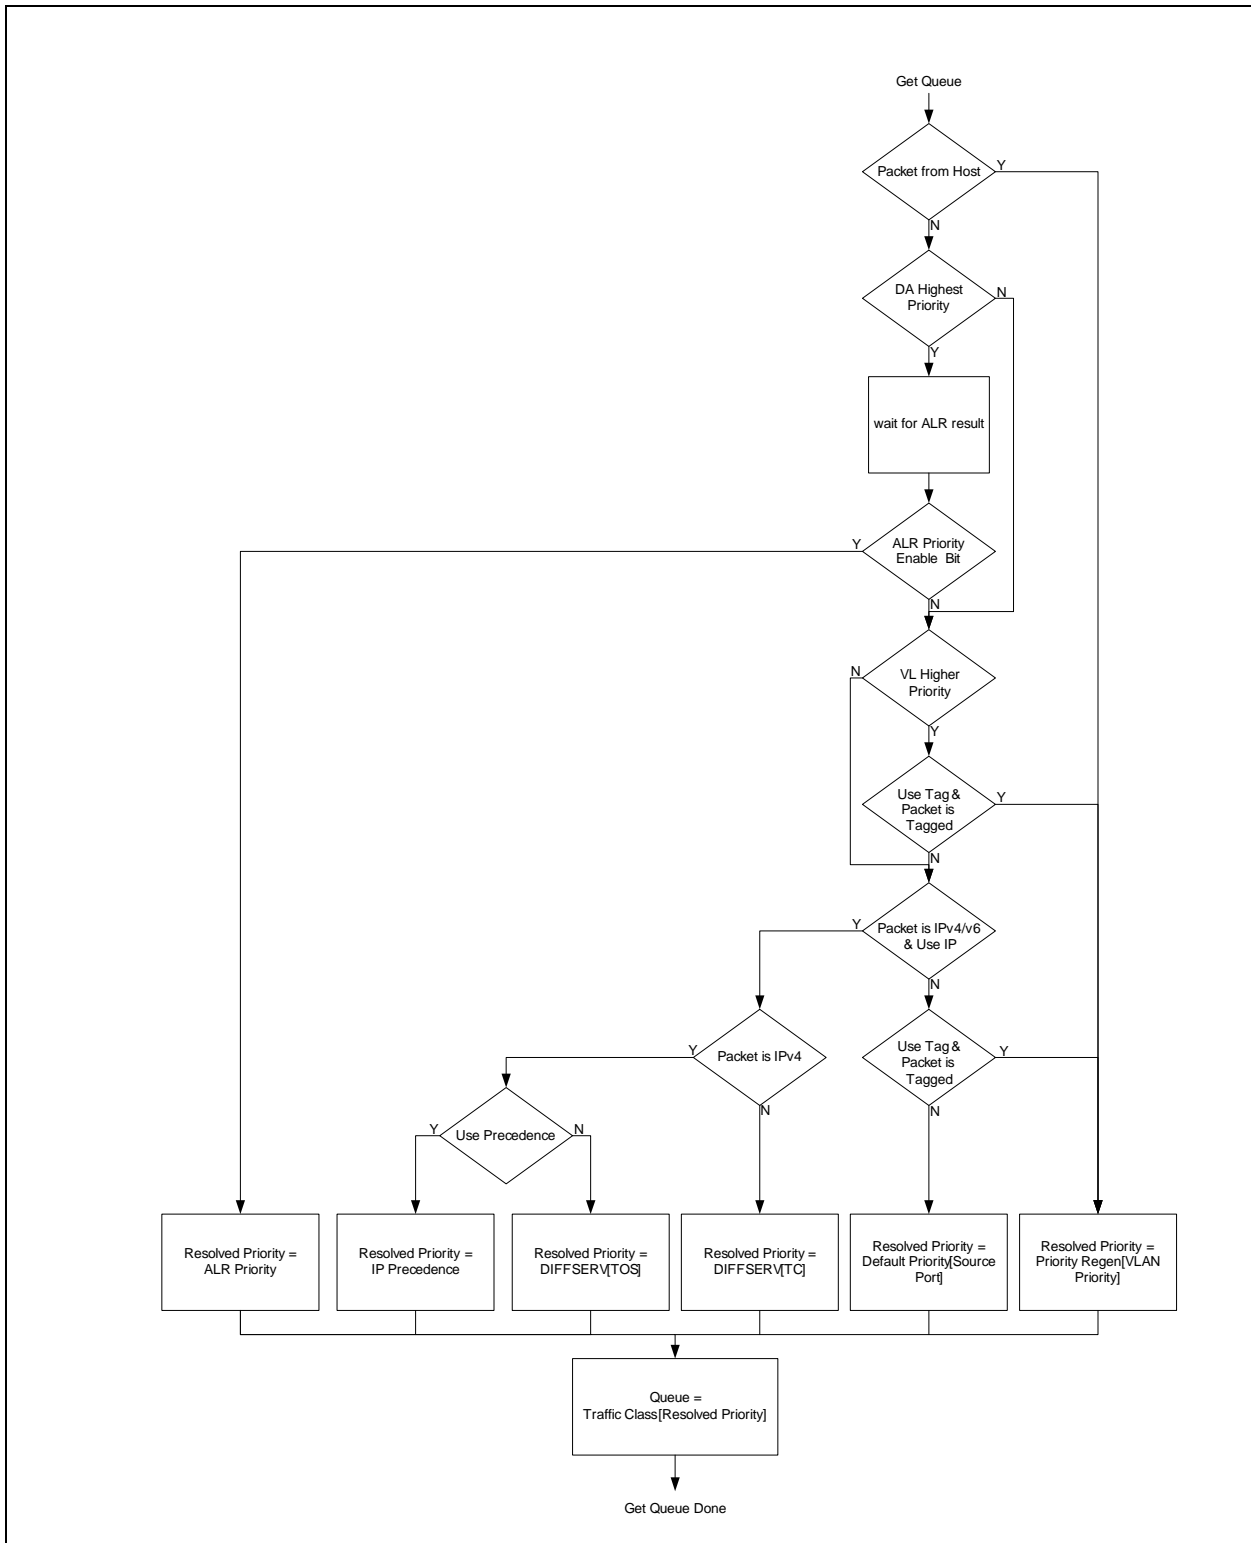 Get Queue
Packet from Host
Y
N
DA Highest
Priority
N
Y
wait for ALR result
ALR Priority
Enable Bit
Y
N
VL Higher
Priority
N
Y
Use Tag &
Packet is
Tagged
Y
N
Packet is IPv4/v6
& Use IP
Y
N
Packet is IPv4
Y
N
Use Tag &
Packet is
Tagged
Y
N
Use Precedence
Y
N
Resolved Priority =
ALR Priority
Resolved Priority =
IP Precedence
Resolved Priority =
DIFFSERV[TOS]
Resolved Priority =
DIFFSERV[TC]
Resolved Priority =
Default Priority[Source
Port]
Resolved Priority =
Priority Regen[VLAN
Priority]
Queue =
Traffic Class[Resolved Priority]
Get Queue Done